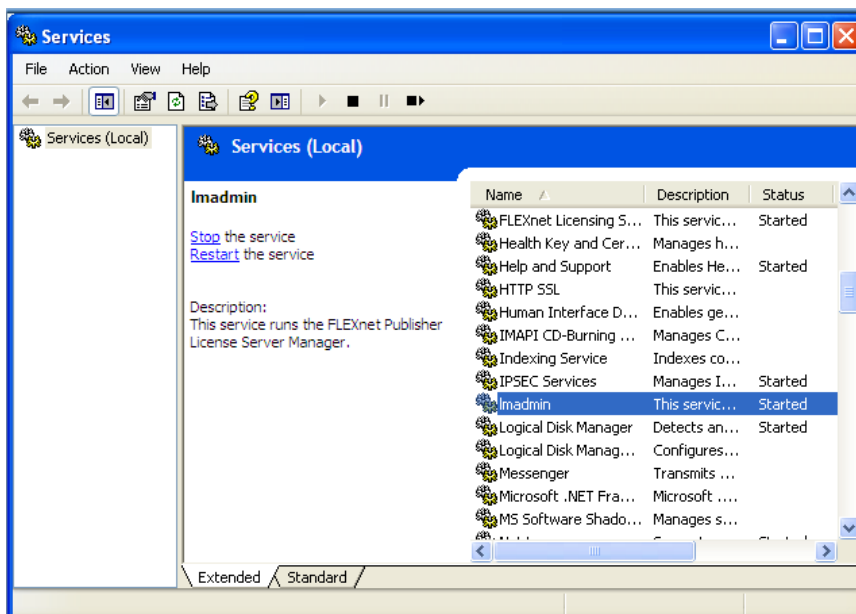 Services
File Action View Help
Services (Local)
Services (Local)
lmadmin
Stop the service
Restart the service
Description:
This service runs the FLEXnet Publisher
License Server Manager.
Name Description Status
FLEXnet Licensing S... This servic... Started
Health Key and Cer... Manages h...
Help and Support Enables He... Started
HTTP SSL This servic...
Human Interface D... Enables ge...
IMAPI CD-Burning ... Manages C...
Indexing Service Indexes co...
IPSEC Services Manages I... Started
lmadmin This servic... Started
Logical Disk Manager Detects an... Started
Logical Disk Manag... Configures...
Messenger Transmits ...
Microsoft .NET Fra... Microsoft ....
MS Software Shado... Manages s...
Extended Standard